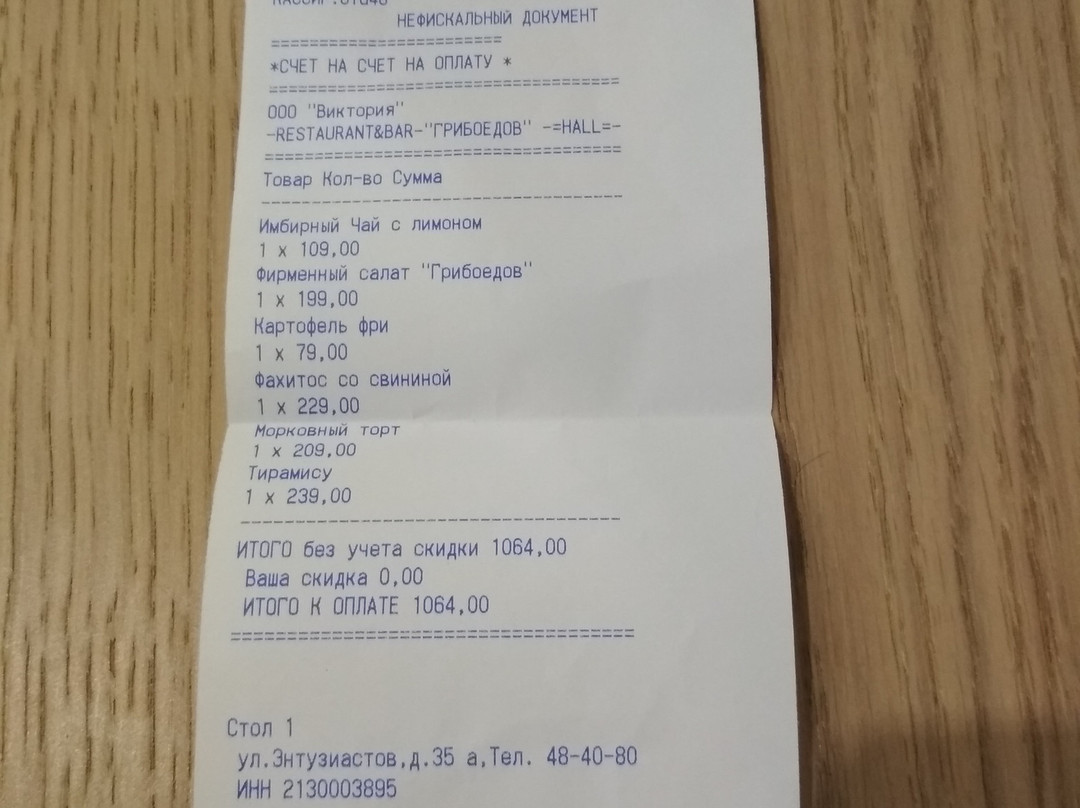 НЕФИСКАЛЬНЫЙ ДОКУМЕНТ
=========================
*СЧЕТ НА СЧЕТ НА ОПЛАТУ *
======================================
ООО "Виктория"
-RESTAURANT&BAR-"ГРИБОЕДОВ" -=HALL=-
======================================
Товар Кол-во Сумма
--------------------------------------
Имбирный Чай с лимоном
1 x 109,00
Фирменный салат "Грибоедов"
1 x 199,00
Картофель фри
1 x 79,00
Фахитос со свининой
1 x 229,00
Морковный торт
1 x 209,00
Тирамису
1 x 239,00
--------------------------------------
ИТОГО без учета скидки 1064,00
Ваша скидка 0,00
ИТОГО К ОПЛАТЕ 1064,00
======================================
Стол 1
ул.Энтузиастов,д.35 а,Тел. 48-40-80
ИНН 2130003895